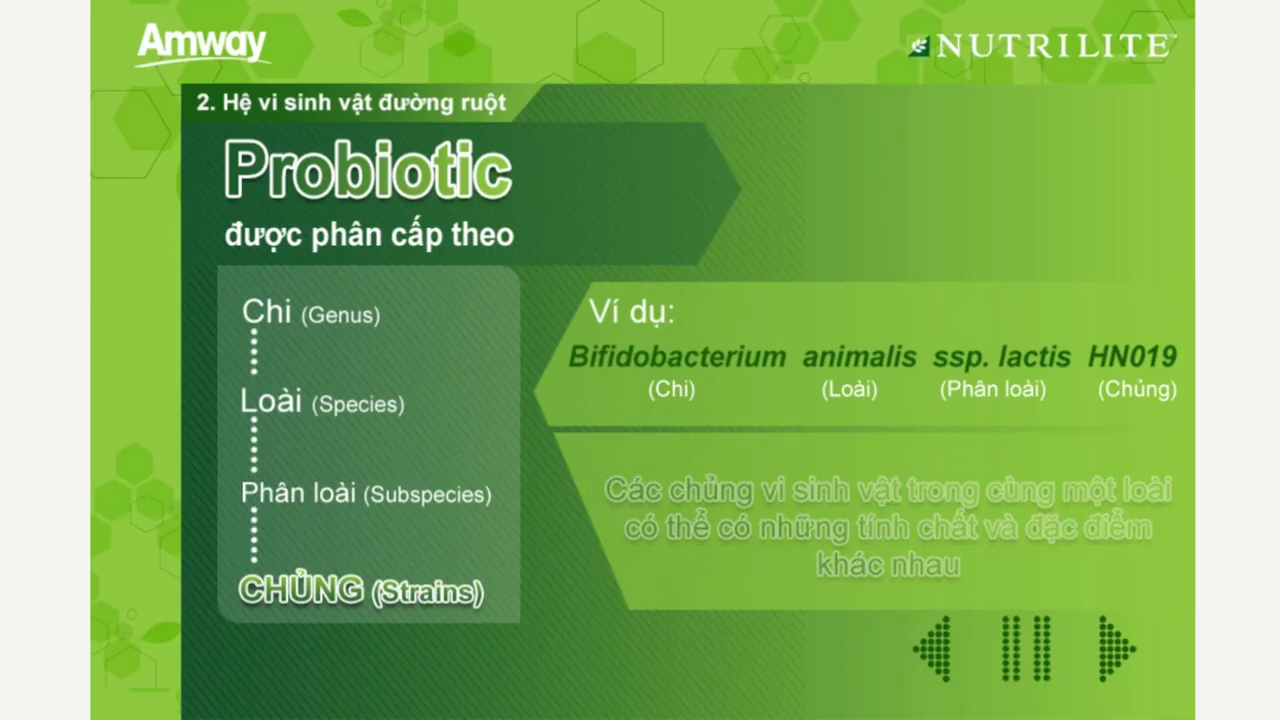 Amway
NUTRILITE™
2. Hệ vi sinh vật đường ruột
Probiotic
được phân cấp theo
Chi (Genus)
Loài (Species)
Phân loài (Subspecies)
CHỦNG (Strains)
Ví dụ:
Bifidobacterium animalis ssp. lactis HN019
(Chi) (Loài) (Phân loài) (Chủng)
Các chủng vi sinh vật trong cùng một loài
có thể có những tính chất và đặc điểm
khác nhau